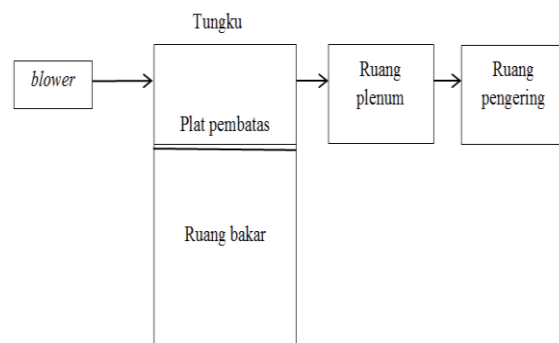 Tungku
blower
Ruang
plenum
Ruang
pengering
Plat pembatas
Ruang bakar